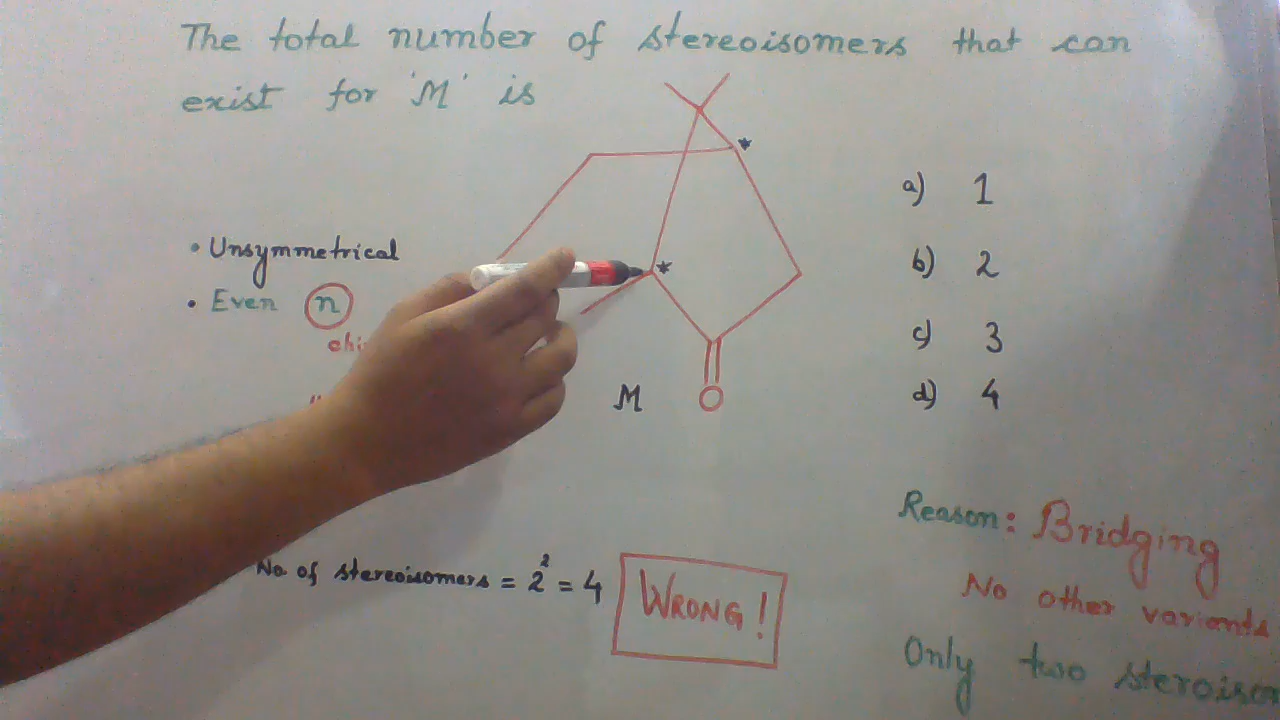 The total number of stereoisomers that can
exist for 'M' is
a) 1
• Unsymmetrical
b) 2
• Even n
c) 3
O
M
d) 4
Reason: Bridging
No of stereoisomers = 2² = 4
WRONG!
No other variants
Only two